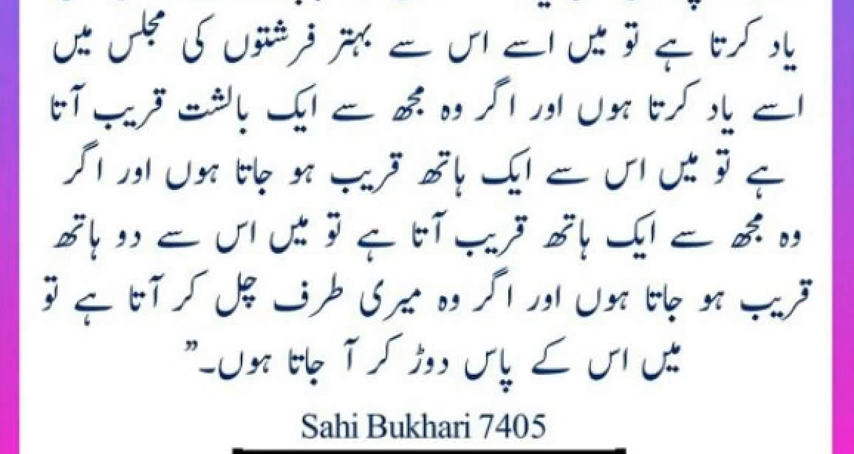 یاد کرتا ہے تو میں اسے اس سے بہتر فرشتوں کی مجلس میں
اسے یاد کرتا ہوں اور اگر وہ مجھ سے ایک بالشت قریب آتا
ہے تو میں اس سے ایک ہاتھ قریب ہو جاتا ہوں اور اگر
وہ مجھ سے ایک ہاتھ قریب آتا ہے تو میں اس سے دو ہاتھ
قریب ہو جاتا ہوں اور اگر وہ میری طرف چل کر آتا ہے تو
میں اس کے پاس دوڑ کر آ جاتا ہوں۔”
Sahi Bukhari 7405